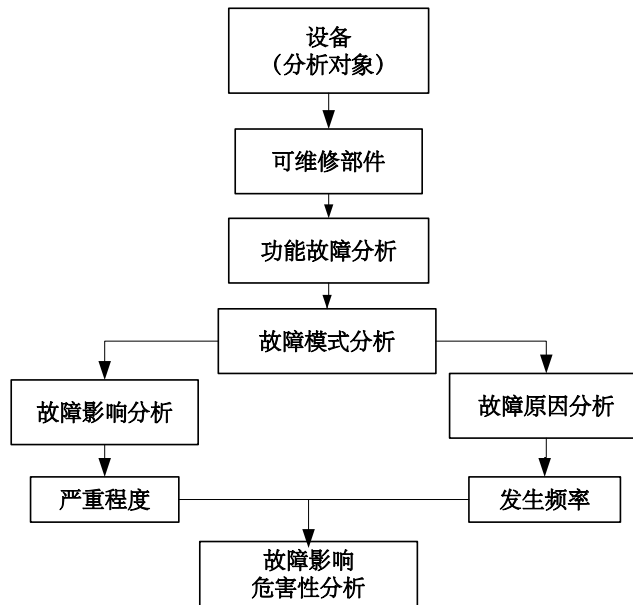 设备
（分析对象）
可维修部件
功能故障分析
故障模式分析
故障影响分析
故障原因分析
严重程度
发生频率
故障影响
危害性分析